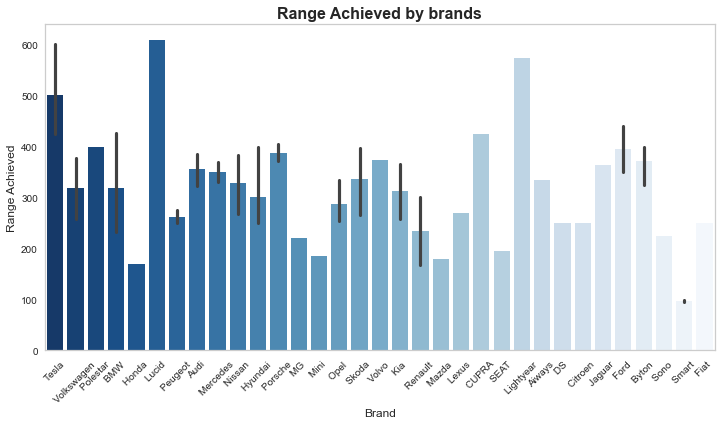 Range Achieved by brands
Range Achieved
600
500
400
300
200
100
0
Tesla
Volkswagen
Polestar
BMW
Honda
Lucid
Peugeot
Audi
Mercedes
Nissan
Hyundai
Porsche
MG
Mini
Opel
Skoda
Volvo
Kia
Renault
Mazda
Lexus
CUPRA
SEAT
Lightyear
Aiways
DS
Citroen
Jaguar
Ford
Byton
Sono
Smart
Fiat
Brand